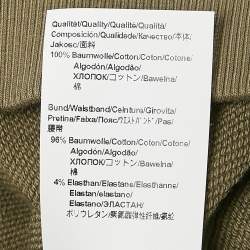 Qualität/Quality/Qualité/Qualità/
Composición/Qualidade/Качество/本体
Jakość/面料
100% Baumwolle/Cotton/Coton/Cotone/
Algodón/Algodão/
ХЛОПОК/コットン/Bawełna/
棉
Bund/Waistband/Ceinture/Girovita/
Pretina/Faixa/Пояс/ウエストバンド/Pas/
腰帶
96% Baumwolle/Cotton/Coton/Cotone/
Algodón/Algodão/
ХЛОПОК/コットン/Bawełna/
棉
4% Elasthan/Elastane/Elasthanne/
Elastan/elastano/
Elastano/ЭЛАСТАН/
ポリウレタン/聚氨酯弹性纤维/氨纶